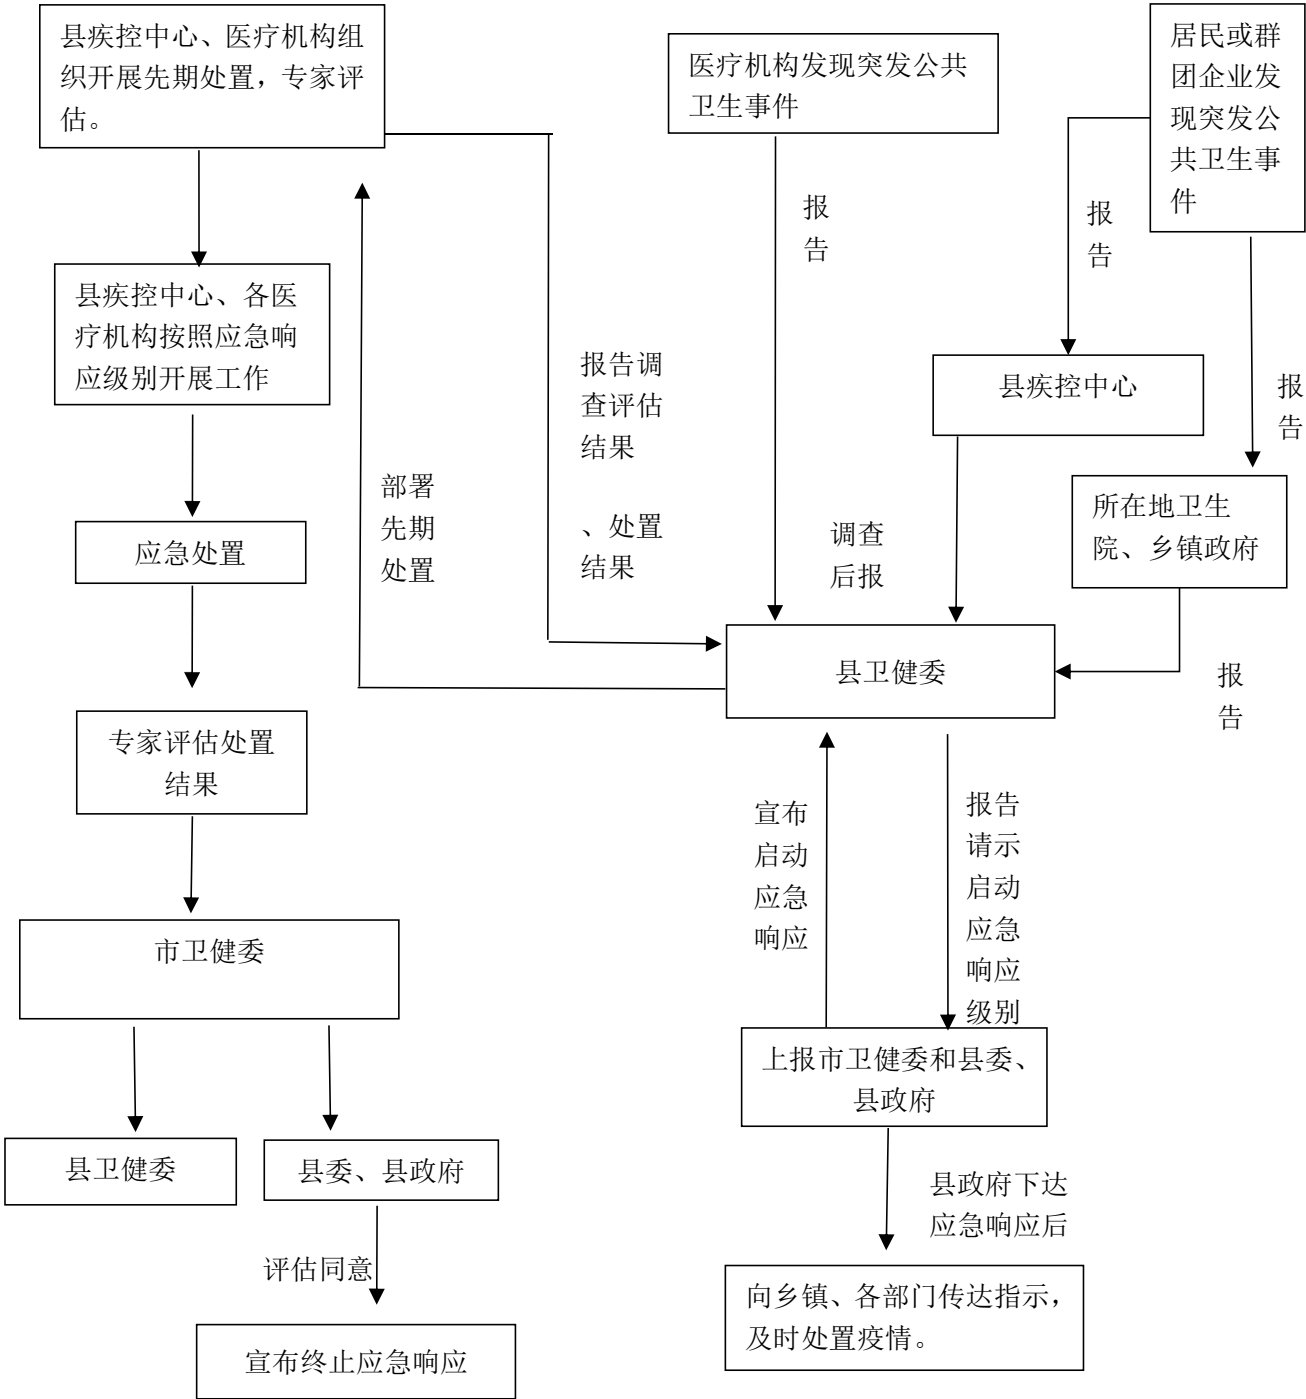 县疾控中心、医疗机构组
织开展先期处置，专家评
估。
医疗机构发现突发公共
卫生事件
居民或群
团企业发
现突发公
共卫生事
件
报
告
报
告
县疾控中心、各医
疗机构按照应急响
应级别开展工作
报告调
查评估
结果
、处置
结果
县疾控中心
报
告
部署
先期
处置
所在地卫生
院、乡镇政府
应急处置
调查
后报
县卫健委
报
告
专家评估处置
结果
宣布
启动
应急
响应
报告
请示
启动
应急
响应
级别
市卫健委
上报市卫健委和县委、
县政府
县卫健委
县委、县政府
县政府下达
应急响应后
评估同意
向乡镇、各部门传达指示，
及时处置疫情。
宣布终止应急响应